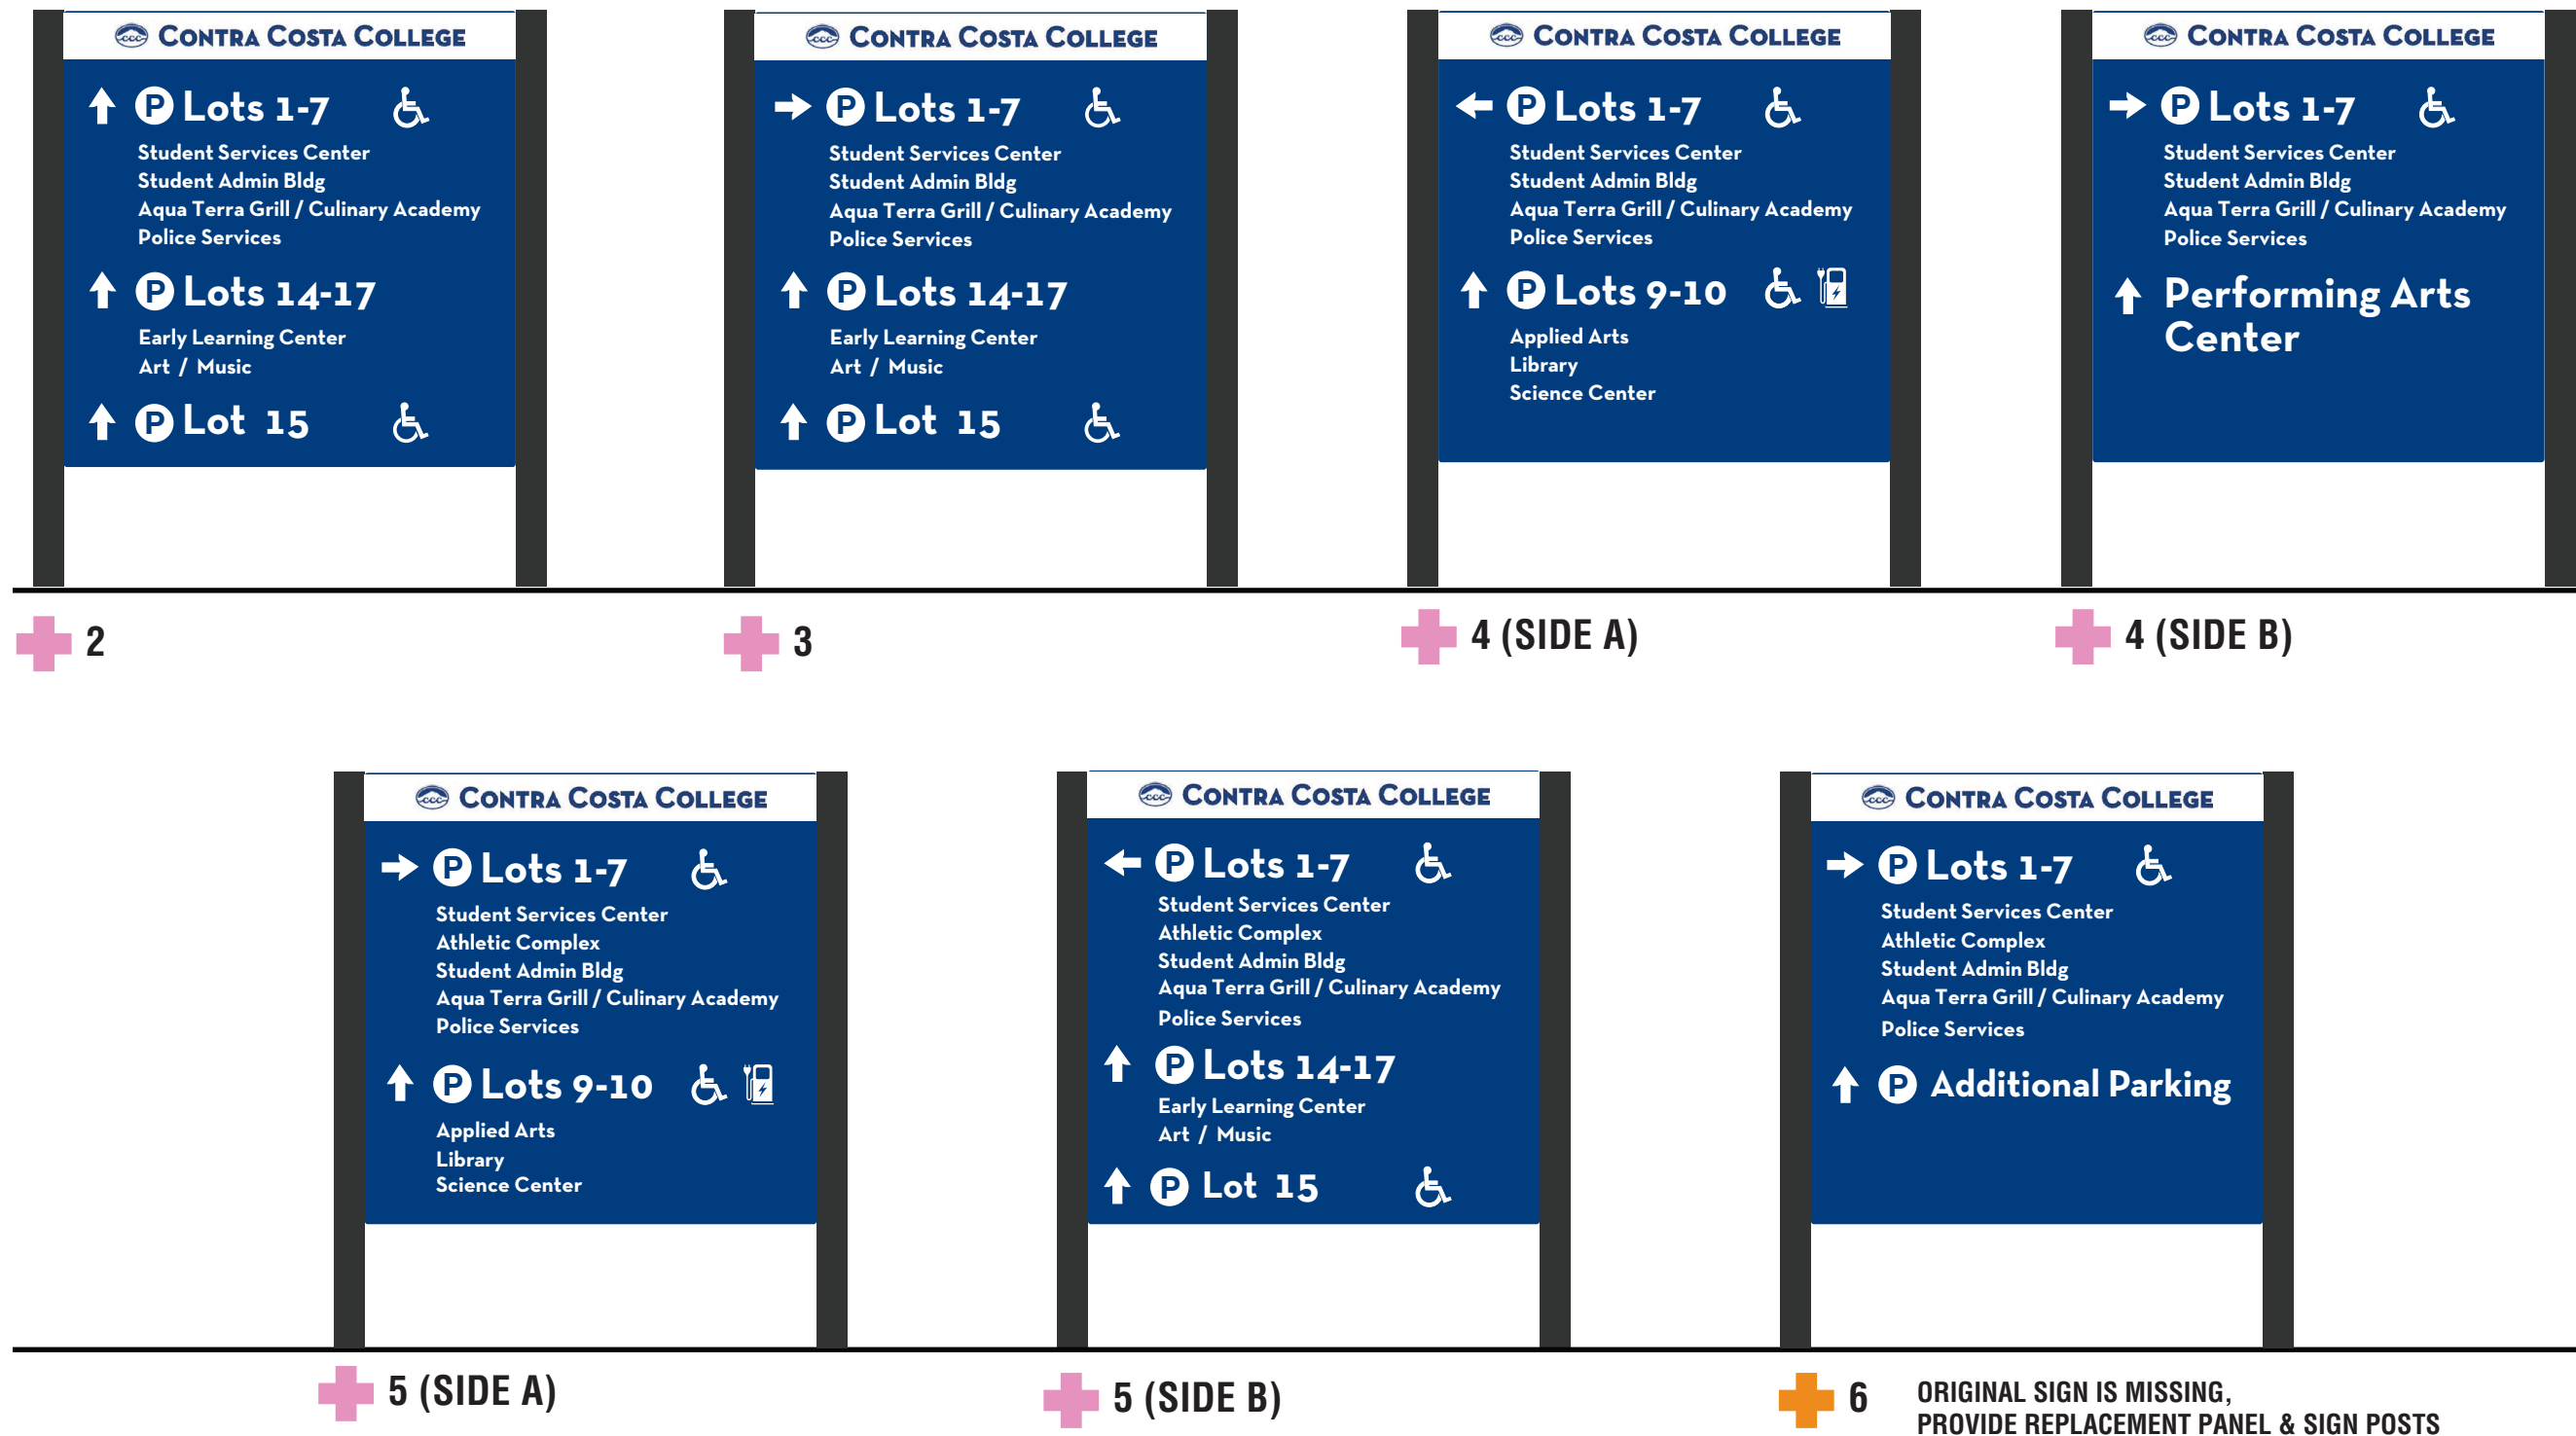 CONTRA COSTA COLLEGE
P Lots 1-7
Student Services Center
Student Admin Bldg
Aqua Terra Grill / Culinary Academy
Police Services
P Lots 14-17
Early Learning Center
Art / Music
P Lot 15
2
CONTRA COSTA COLLEGE
P Lots 1-7
Student Services Center
Student Admin Bldg
Aqua Terra Grill / Culinary Academy
Police Services
P Lots 14-17
Early Learning Center
Art / Music
P Lot 15
3
CONTRA COSTA COLLEGE
P Lots 1-7
Student Services Center
Student Admin Bldg
Aqua Terra Grill / Culinary Academy
Police Services
P Lots 9-10
Applied Arts
Library
Science Center
4 (SIDE A)
CONTRA COSTA COLLEGE
P Lots 1-7
Student Services Center
Student Admin Bldg
Aqua Terra Grill / Culinary Academy
Police Services
Performing Arts
Center
4 (SIDE B)
CONTRA COSTA COLLEGE
P Lots 1-7
Student Services Center
Athletic Complex
Student Admin Bldg
Aqua Terra Grill / Culinary Academy
Police Services
P Lots 9-10
Applied Arts
Library
Science Center
5 (SIDE A)
CONTRA COSTA COLLEGE
P Lots 1-7
Student Services Center
Athletic Complex
Student Admin Bldg
Aqua Terra Grill / Culinary Academy
Police Services
P Lots 14-17
Early Learning Center
Art / Music
P Lot 15
5 (SIDE B)
CONTRA COSTA COLLEGE
P Lots 1-7
Student Services Center
Athletic Complex
Student Admin Bldg
Aqua Terra Grill / Culinary Academy
Police Services
P Additional Parking
6
ORIGINAL SIGN IS MISSING,
PROVIDE REPLACEMENT PANEL & SIGN POSTS